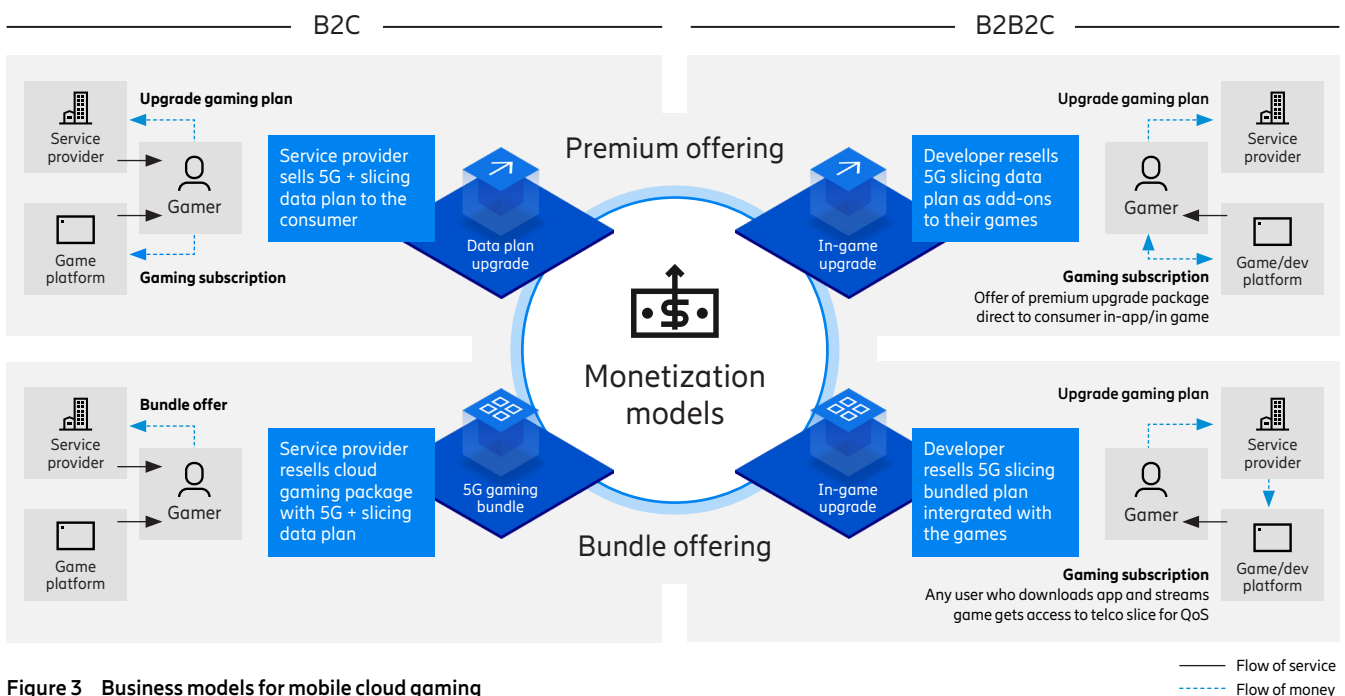 B2C
B2B2C
Upgrade gaming plan
Service
provider
Gamer
Game
platform
Gaming subscription
Service provider
sells 5G + slicing
data plan to the
consumer
Data plan
upgrade
Premium offering
In-game
upgrade
Developer resells
5G slicing data
plan as add-ons
to their games
Upgrade gaming plan
Service
provider
Gamer
Game/dev
platform
Gaming subscription
Offer of premium upgrade package
direct to consumer in-app/in game
$
Monetization
models
Bundle offer
Service
provider
Gamer
Game
platform
Service provider
resells cloud
gaming package
with 5G + slicing
data plan
5G gaming
bundle
Bundle offering
In-game
upgrade
Developer
resells 5G slicing
bundled plan
intergrated with
the games
Upgrade gaming plan
Service
provider
Gamer
Game/dev
platform
Gaming subscription
Any user who downloads app and streams
game gets access to telco slice for QoS
Flow of service
Flow of money
Figure 3 Business models for mobile cloud gaming